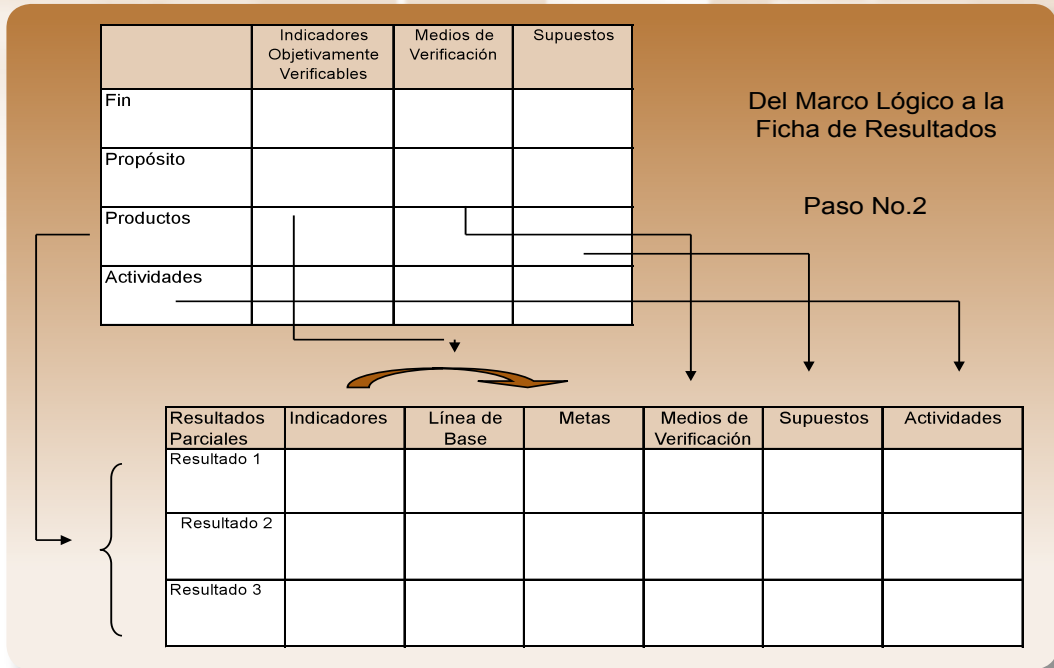 Indicadores
Objetivamente
Verificables
Medios de
Verificación
Supuestos
Fin
Propósito
Productos
Actividades
Del Marco Lógico a la
Ficha de Resultados
Paso No.2
Resultados
Parciales
Indicadores
Línea de
Base
Metas
Medios de
Verificación
Supuestos
Actividades
Resultado 1
Resultado 2
Resultado 3